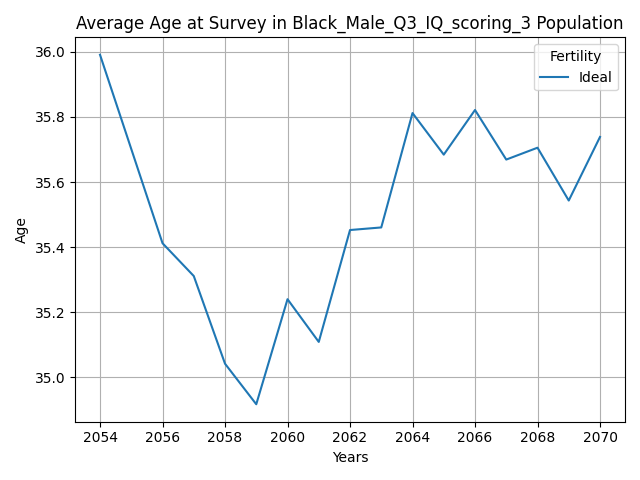 Average Age at Survey in Black_Male_Q3_IQ_scoring_3 Population
Fertility
Ideal
36.0
35.8
35.6
35.4
35.2
35.0
Age
2054 2056 2058 2060 2062 2064 2066 2068 2070
Years